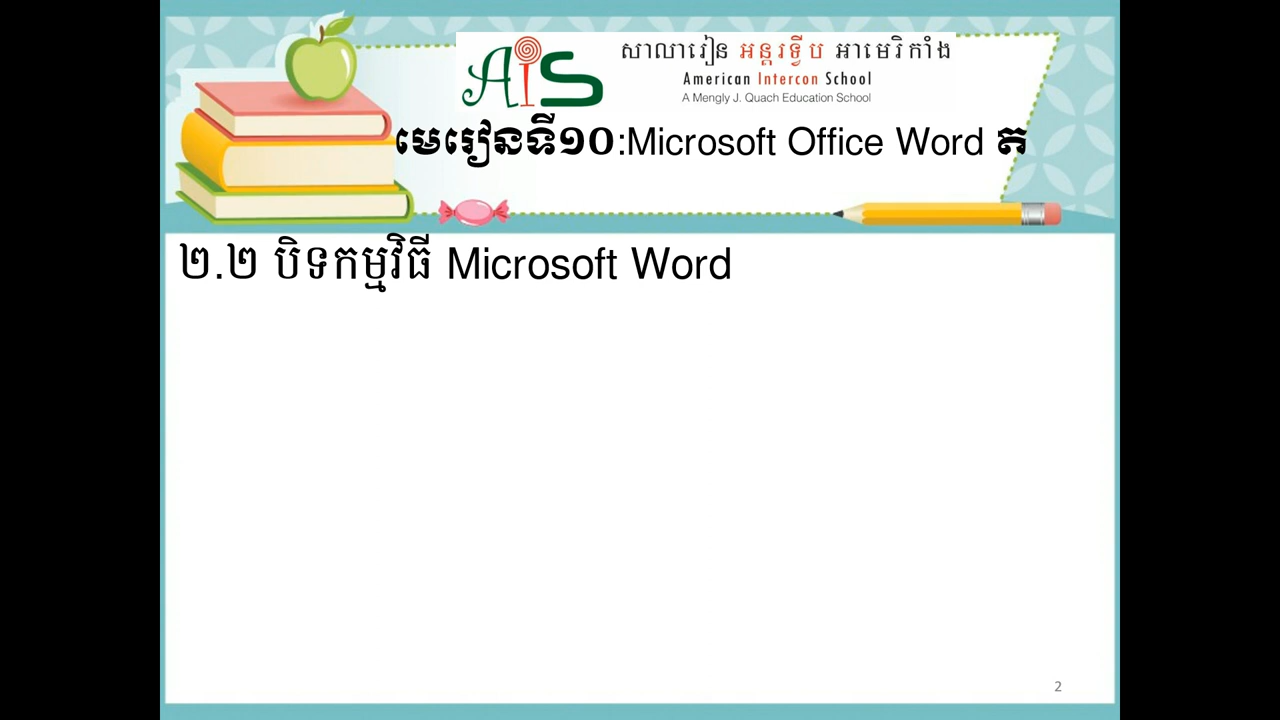 AiS
សាលារៀន អន្តរទ្វីប អាមេរិកាំង
American Intercon School
A Mengly J. Quach Education School
មេរៀនទី១០:Microsoft Office Word ត
២.២ បិទកម្មវិធី Microsoft Word
2